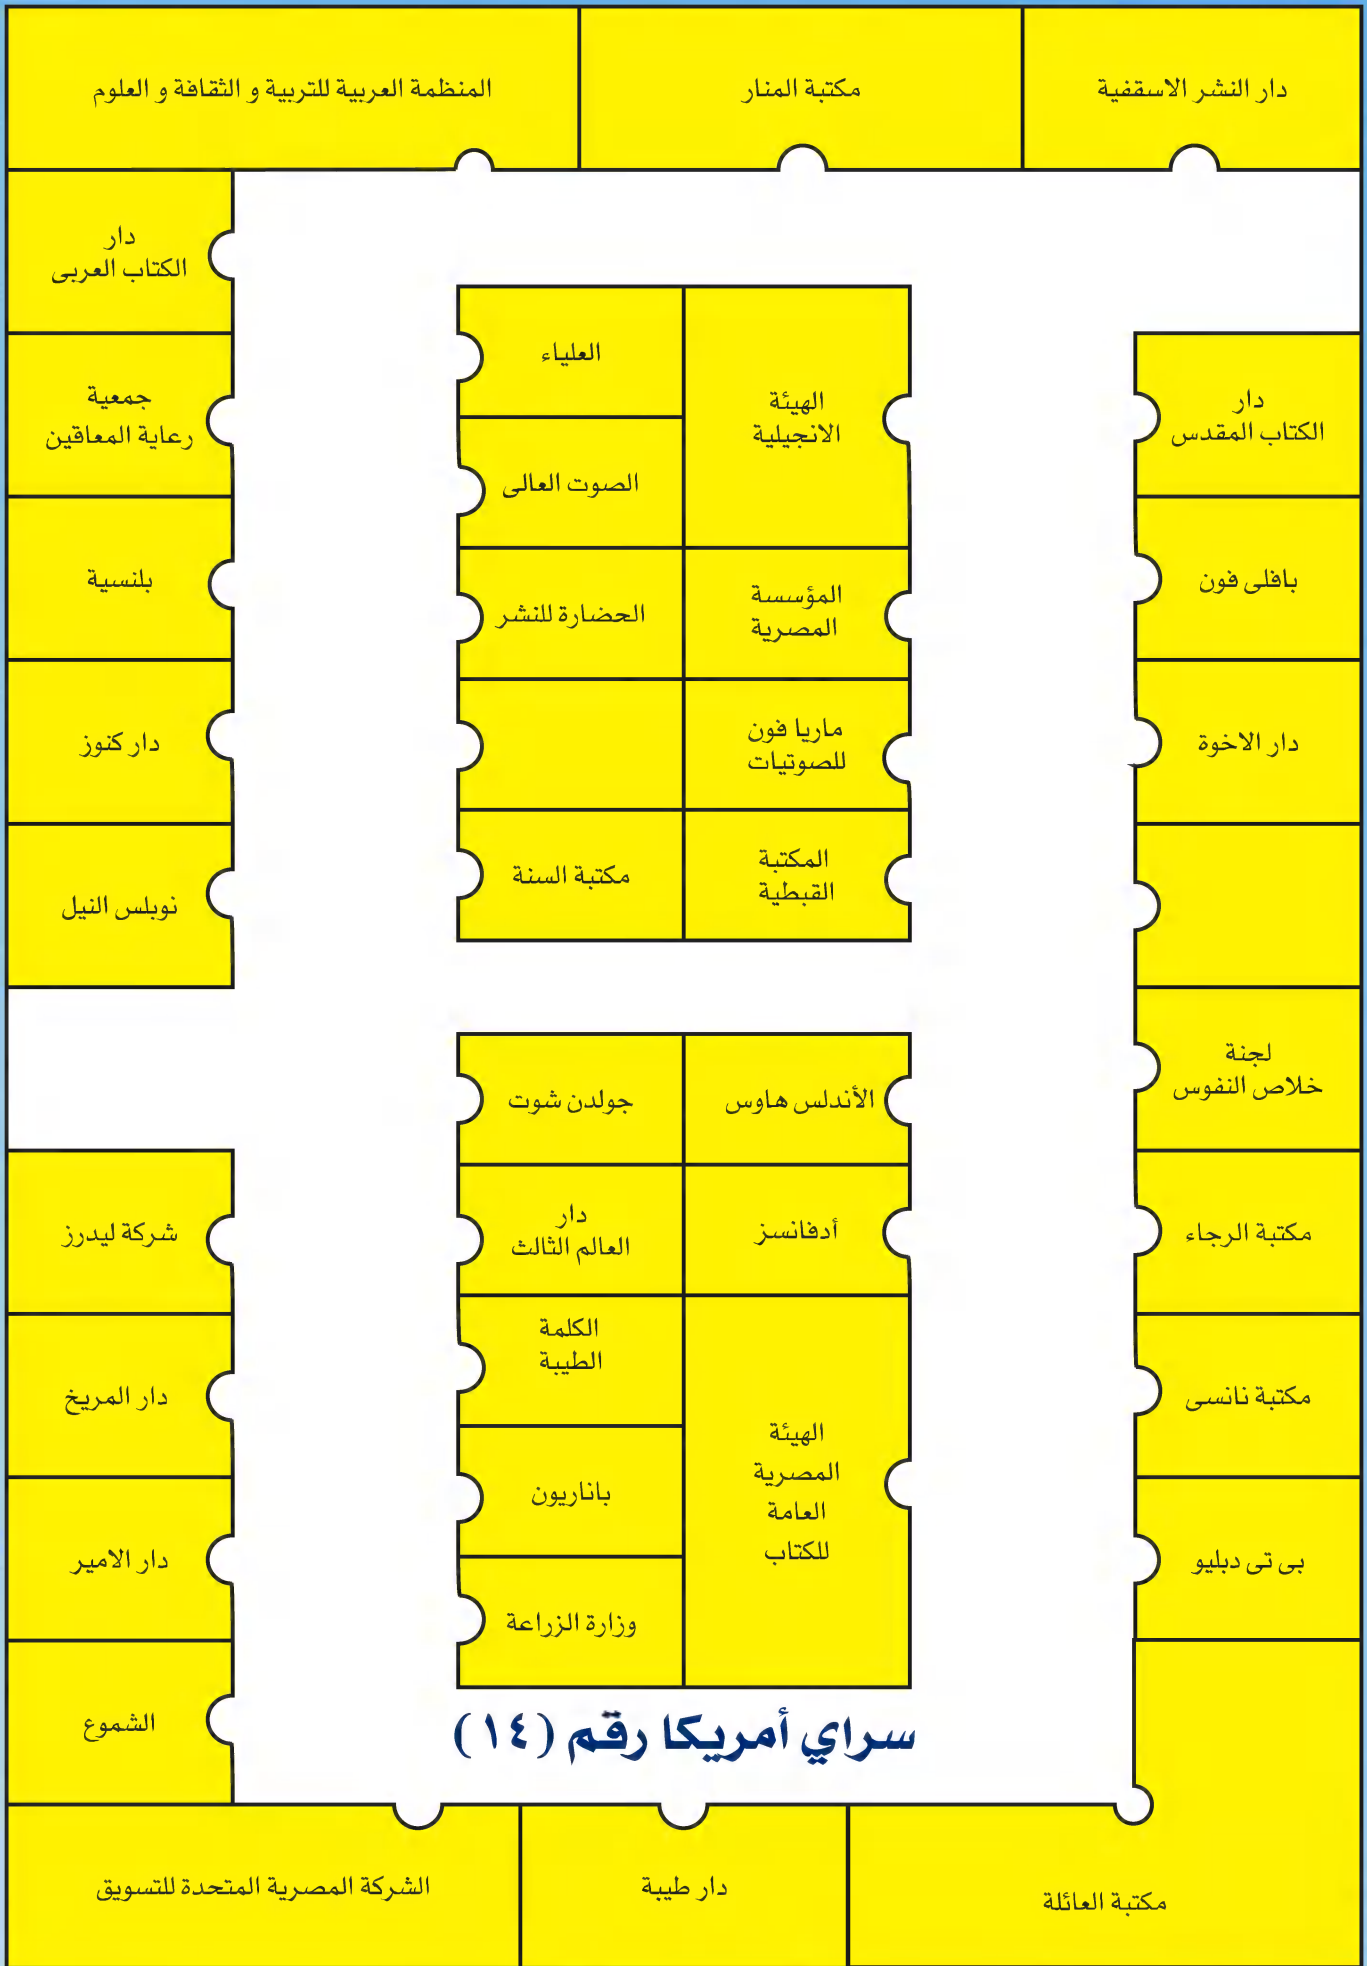 دار النشر الاسقفية
مكتبة المنار
المنظمة العربية للتربية و الثقافة و العلوم
دار
الكتاب المقدس
بافلى فون
دار الاخوة
لجنة
خلاص النفوس
مكتبة الرجاء
مكتبة نانسى
بى تى دبليو
الهيئة
الانجيلية
المؤسسة
المصرية
ماريا فون
للصوتيات
المكتبة
القبطية
العلياء
الصوت العالى
الحضارة للنشر
مكتبة السنة
الأندلس هاوس
أدفانسز
الهيئة
المصرية
العامة
للكتاب
جولدن شوت
دار
العالم الثالث
الكلمة
الطيبة
باناريون
وزارة الزراعة
دار
الكتاب العربى
جمعية
رعاية المعاقين
بلنسية
دار كنوز
نوبلس النيل
شركة ليدرز
دار المريخ
دار الامير
الشموع
سراي أمريكا رقم (١٤)
مكتبة العائلة
دار طيبة
الشركة المصرية المتحدة للتسويق